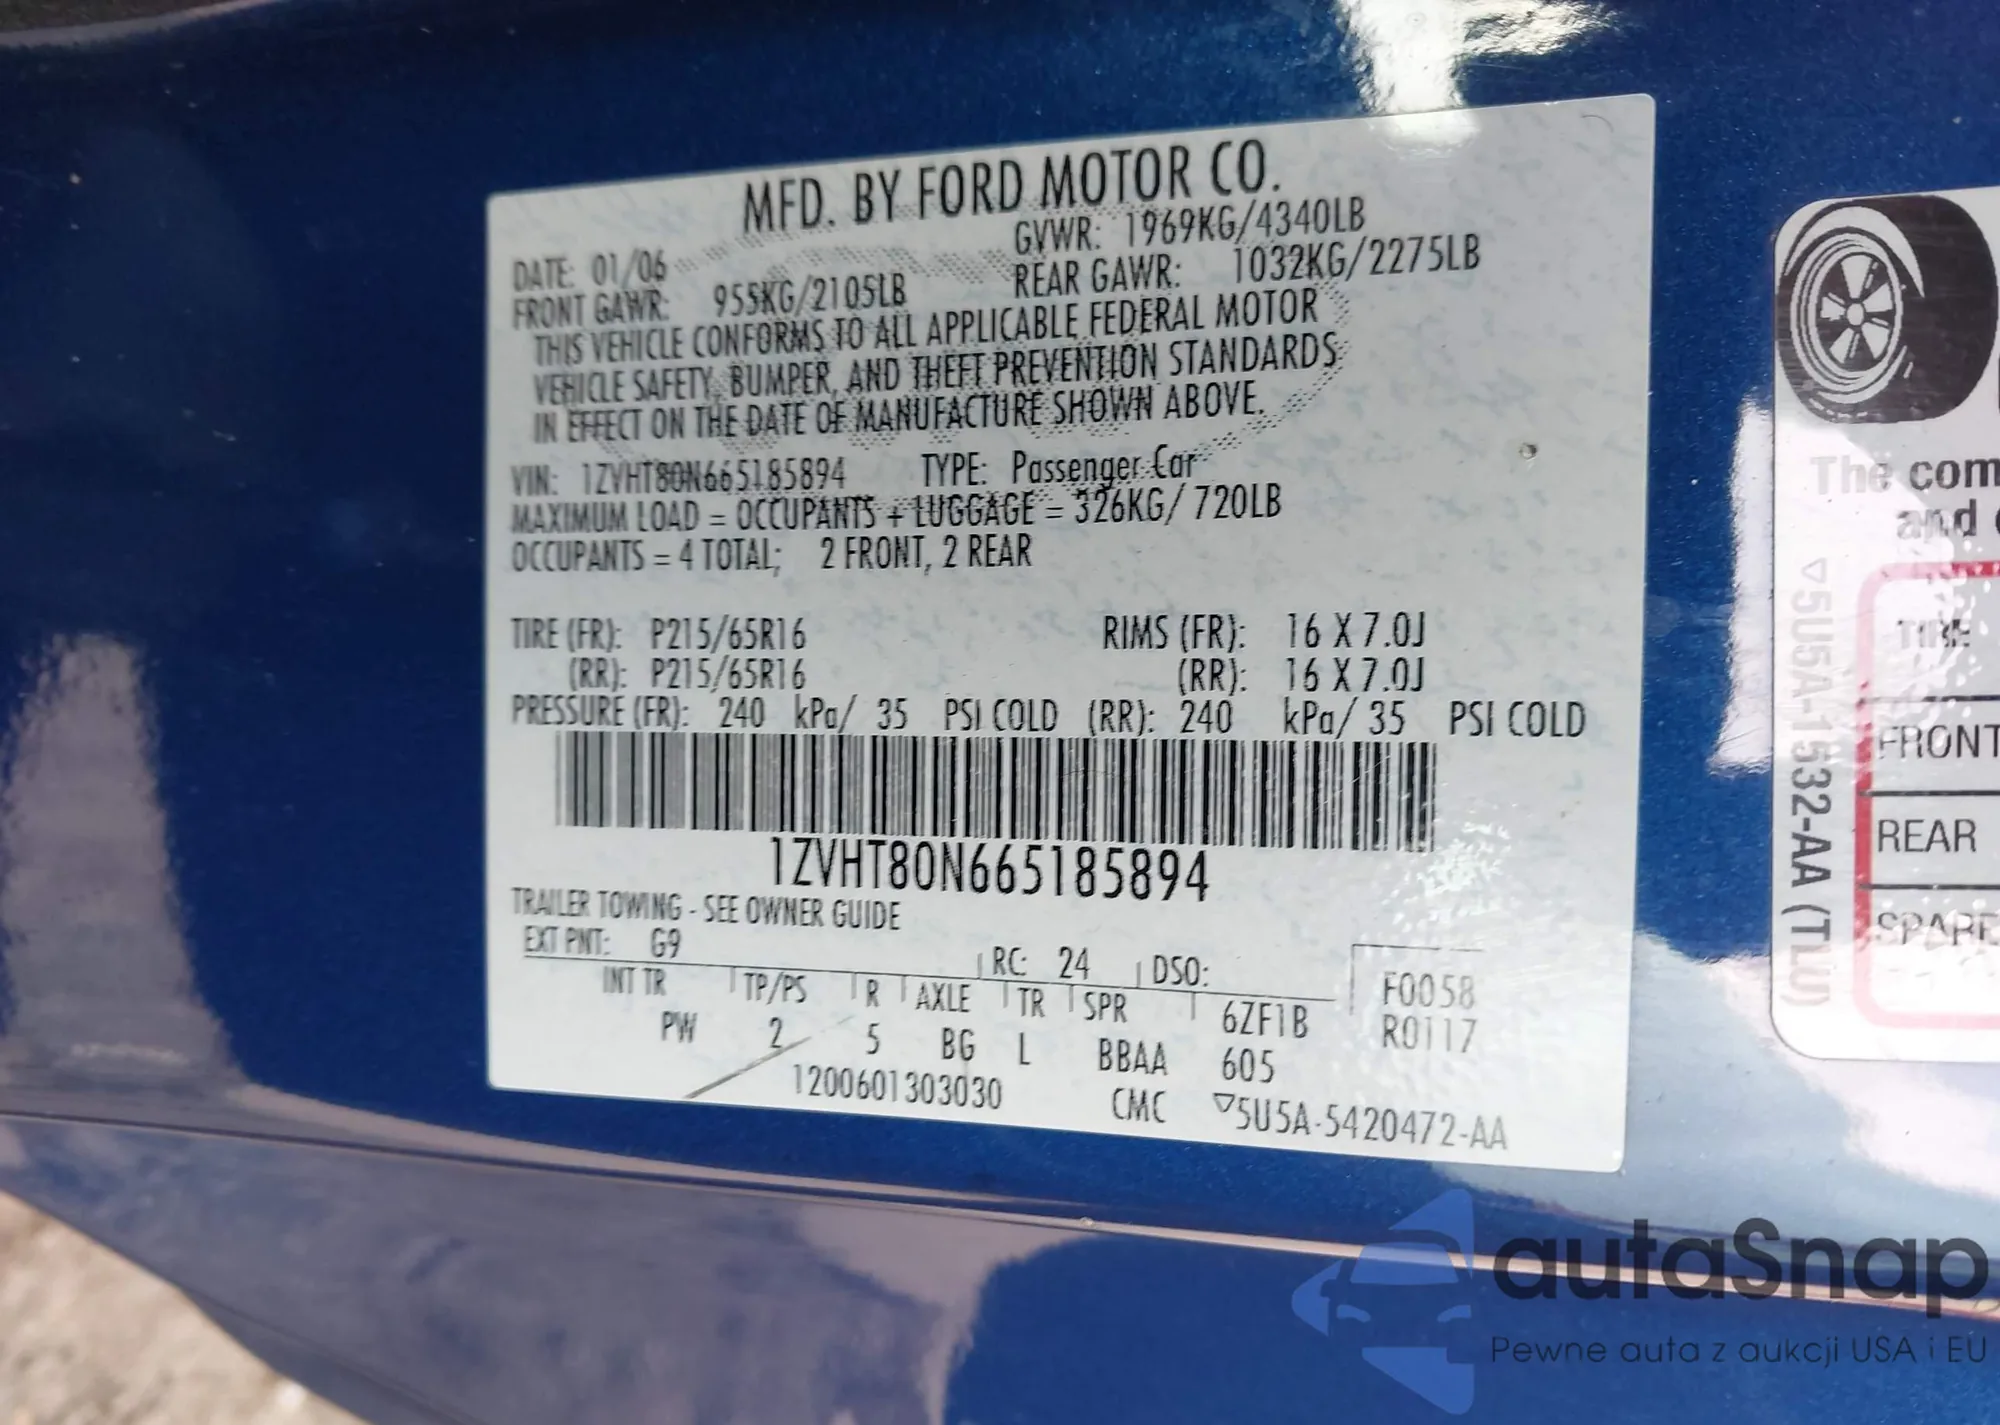 MFD. BY FORD MOTOR CO.
DATE: 01/06 GVWR: 1969KG/4340LB
FRONT GAWR: 955KG/2105LB REAR GAWR: 1032KG/2275LB
THIS VEHICLE CONFORMS TO ALL APPLICABLE FEDERAL MOTOR
VEHICLE SAFETY, BUMPER, AND THEFT PREVENTION STANDARDS
IN EFFECT ON THE DATE OF MANUFACTURE SHOWN ABOVE.
VIN: 1ZVHT80N665185894 TYPE: Passenger Car
MAXIMUM LOAD = OCCUPANTS + LUGGAGE = 326KG/ 720LB
OCCUPANTS = 4 TOTAL; 2 FRONT, 2 REAR
TIRE (FR): P215/65R16 RIMS (FR): 16 X 7.0J
(RR): P215/65R16 (RR): 16 X 7.0J
PRESSURE (FR): 240 kPa/ 35 PSI COLD (RR): 240 kPa/ 35 PSI COLD
1ZVHT80N665185894
TRAILER TOWING - SEE OWNER GUIDE
EXT PNT: G9 RC: 24 DSO: F0058
INT TR TP/PS R AXLE TR SPR 6ZF1B R0117
PW 2 5 BG L BBAA 605
1200601303030 CMC ▽5U5A-5420472-AA
The com
and
▽5U5A-1532-AA (TLU)
TIRE
FRONT
REAR
SPARE
autaSnap
Pewne auta z aukcji USA i EU